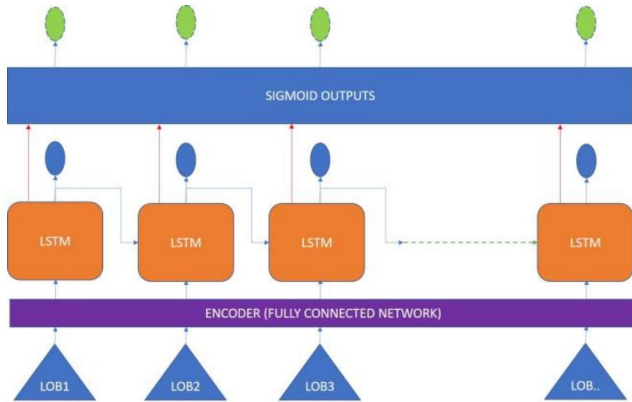 SIGMOID OUTPUTS
LSTM LSTM LSTM LSTM
ENCODER (FULLY CONNECTED NETWORK)
LOB1 LOB2 LOB3 LOB..